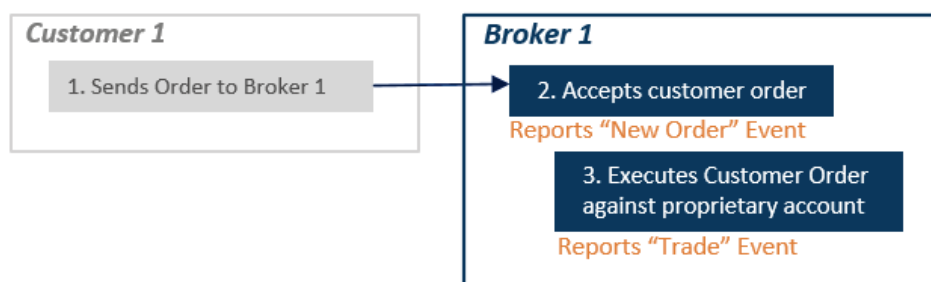 Customer 1
1. Sends Order to Broker 1
Broker 1
2. Accepts customer order
Reports “New Order” Event
3. Executes Customer Order
against proprietary account
Reports “Trade” Event